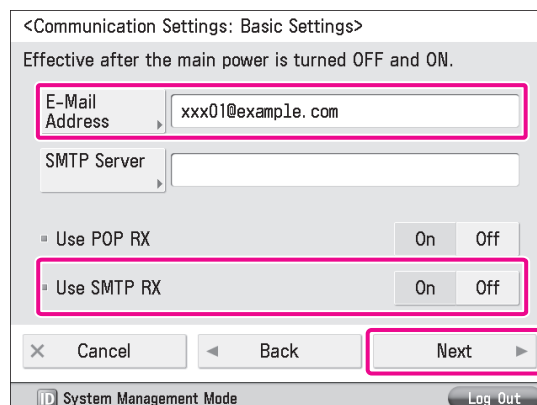 <Communication Settings: Basic Settings>
Effective after the main power is turned OFF and ON.
E-Mail
Address
xxx01@example.com
SMTP Server
Use POP RX On Off
Use SMTP RX On Off
Cancel Back Next
ID System Management Mode Log Out